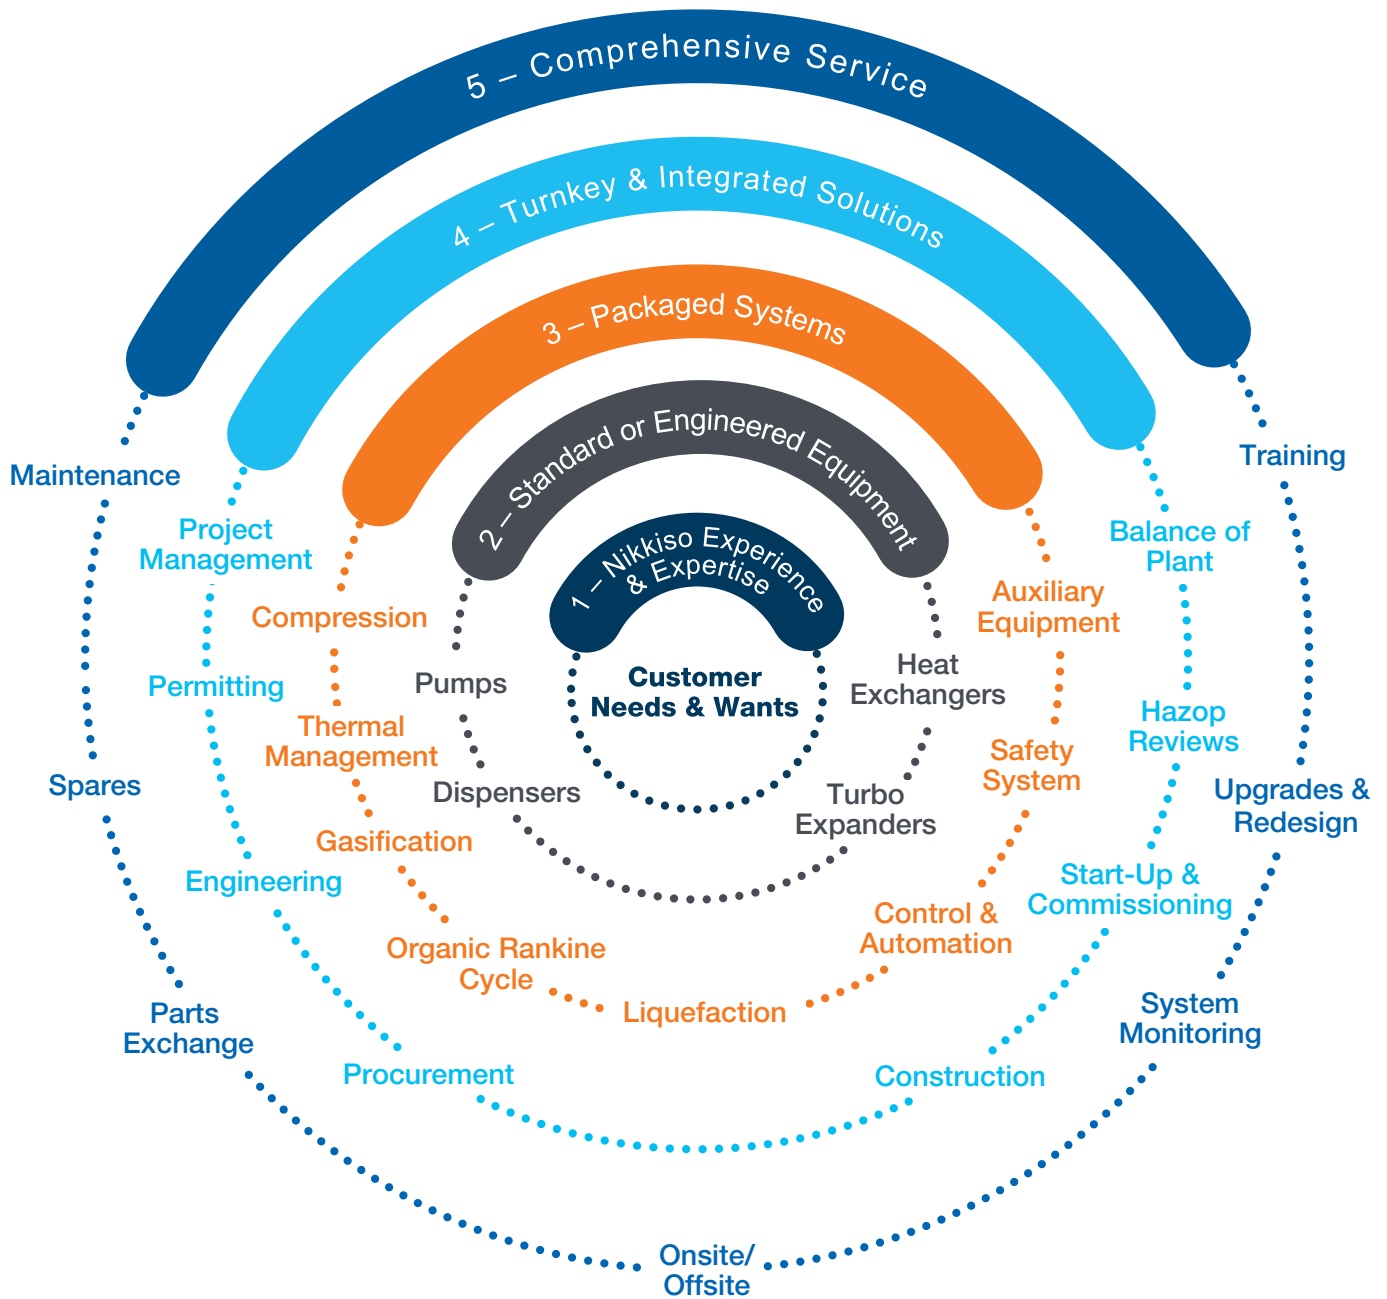 5 – Comprehensive Service
4 – Turnkey & Integrated Solutions
3 – Packaged Systems
2 – Standard or Engineered Equipment
1 – Nikkiso Experience
& Expertise
Customer
Needs & Wants
Pumps
Dispensers
Heat
Exchangers
Turbo
Expanders
Compression
Thermal
Management
Gasification
Organic Rankine
Cycle
Liquefaction
Control &
Automation
Safety
System
Auxiliary
Equipment
Project
Management
Permitting
Engineering
Procurement
Construction
Start-Up &
Commissioning
Hazop
Reviews
Balance of
Plant
Maintenance
Spares
Parts
Exchange
Onsite/
Offsite
System
Monitoring
Upgrades &
Redesign
Training